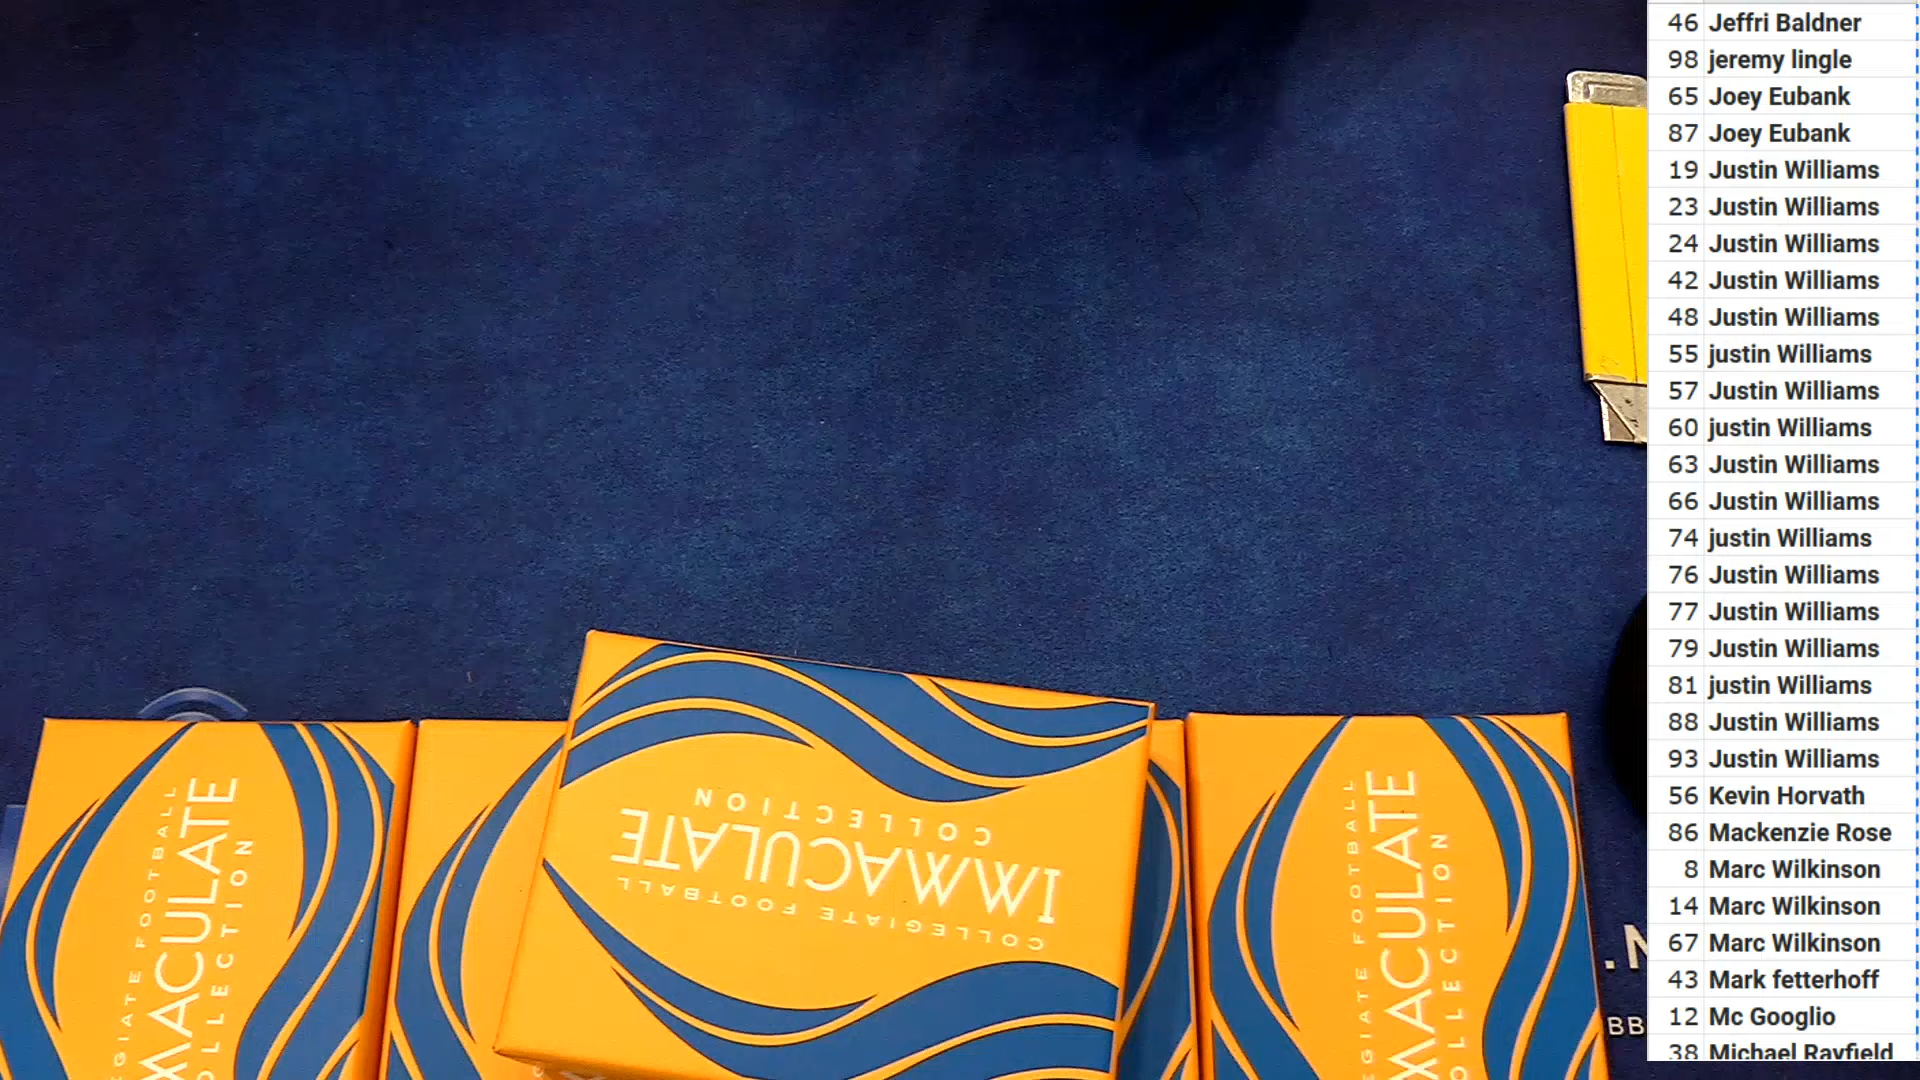 46 Jeffri Baldner
98 jeremy lingle
65 Joey Eubank
87 Joey Eubank
19 Justin Williams
23 Justin Williams
24 Justin Williams
42 Justin Williams
48 Justin Williams
55 justin Williams
57 Justin Williams
60 justin Williams
63 Justin Williams
66 Justin Williams
74 justin Williams
76 Justin Williams
77 Justin Williams
79 Justin Williams
81 justin Williams
88 Justin Williams
93 Justin Williams
56 Kevin Horvath
86 Mackenzie Rose
8 Marc Wilkinson
14 Marc Wilkinson
67 Marc Wilkinson
43 Mark fetterhoff
12 Mc Googlio
38 Michael Rayfield
COLLEGIATE FOOTBALL
IMMACULATE
COLLECTION
FOOTBALL
FOOTBALL